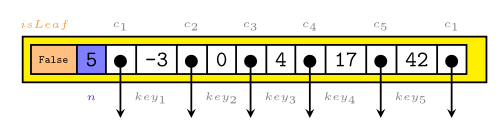 isLeaf c₁ c₂ c₃ c₄ c₅ c₁
False 5 -3 0 4 17 42
n key₁ key₂ key₃ key₄ key₅